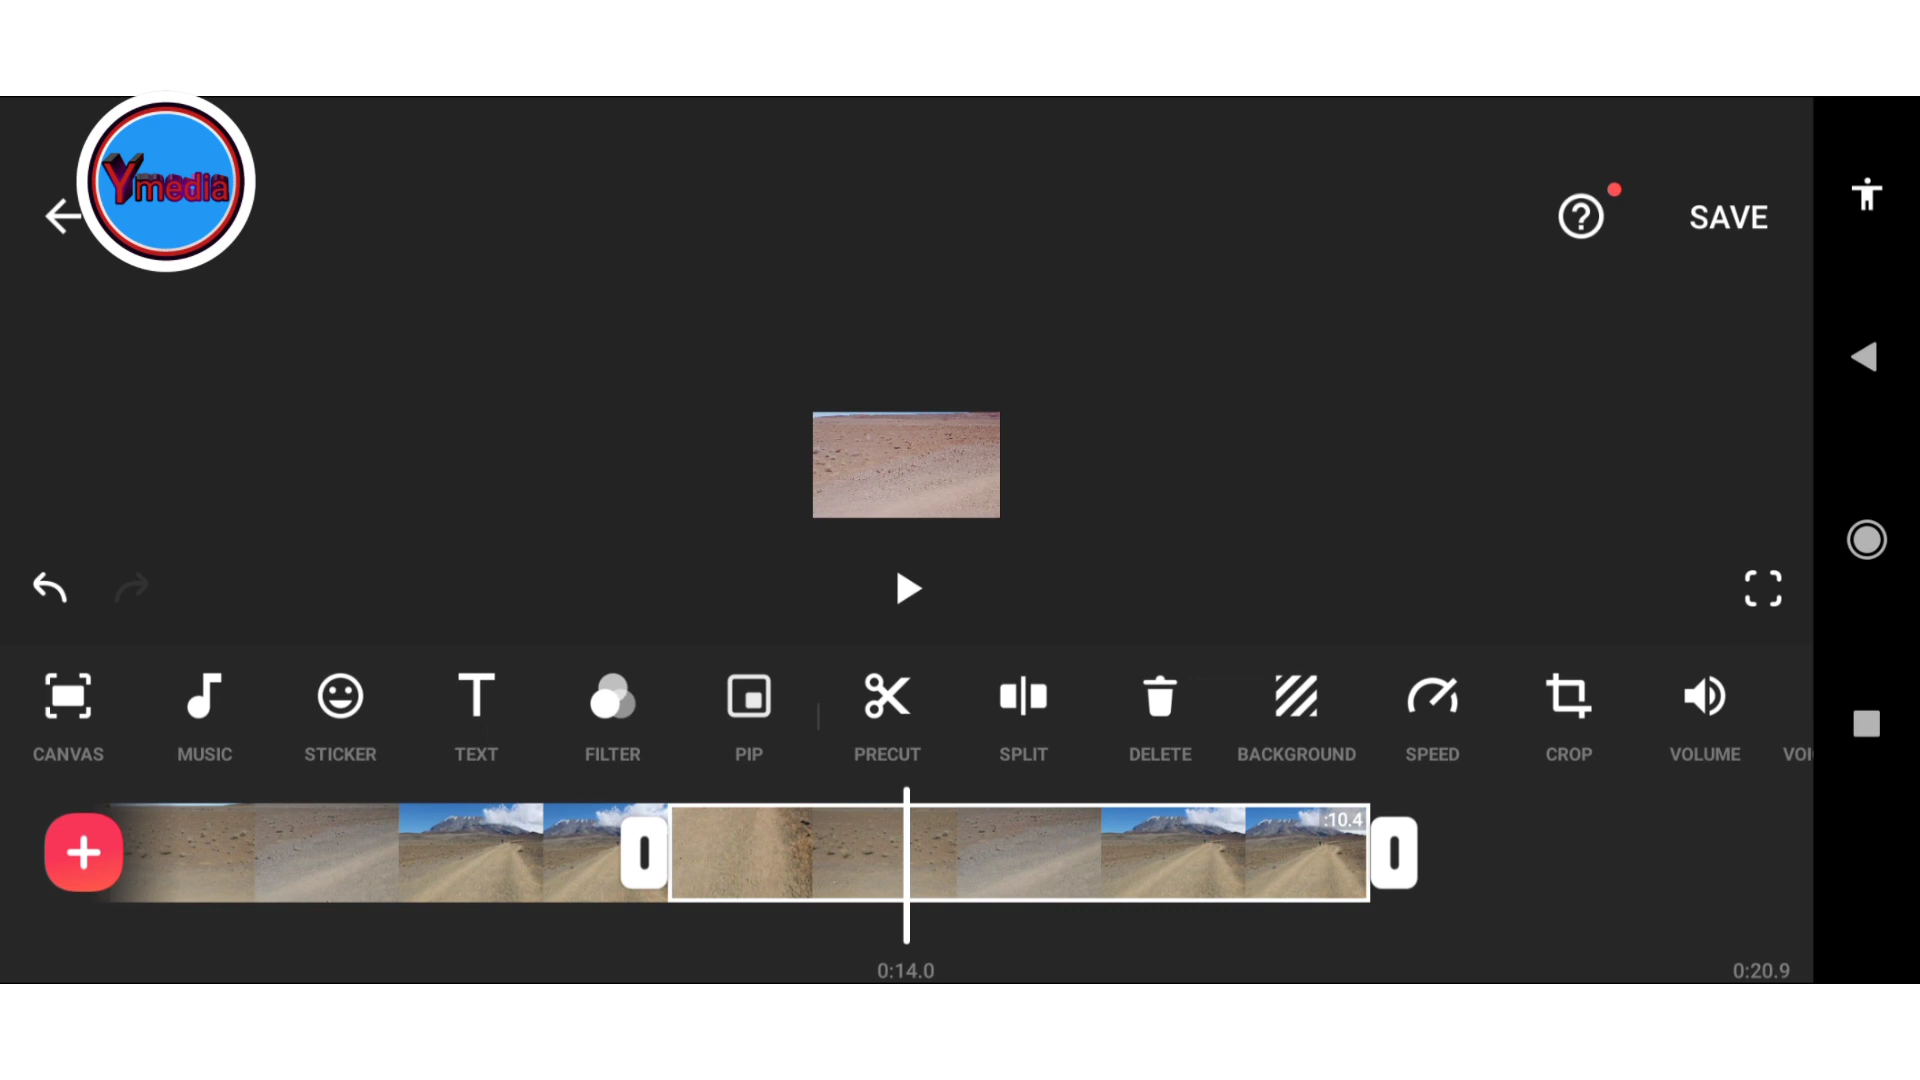 Ymedia
SAVE
CANVAS
MUSIC
STICKER
TEXT
FILTER
PIP
PRECUT
SPLIT
DELETE
BACKGROUND
SPEED
CROP
VOLUME
VOI
:10.4
0:14.0
0:20.9